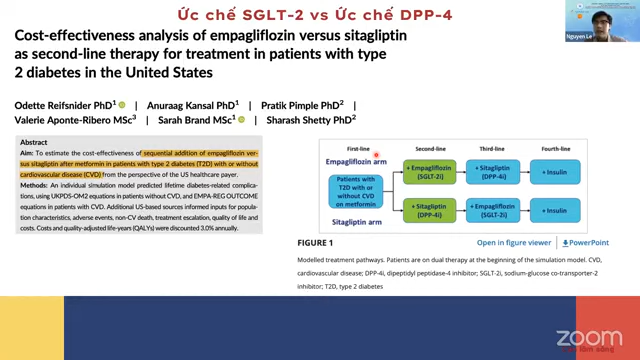 Ức chế SGLT-2 vs Ức chế DPP-4
Nguyen Le
Cost-effectiveness analysis of empagliflozin versus sitagliptin
as second-line therapy for treatment in patients with type
2 diabetes in the United States
Odette Reifsnider PhD1 | Anuraag Kansal PhD1 | Pratik Pimple PhD2 |
Valerie Aponte-Ribero MSc3 | Sarah Brand MSc1 | Sharash Shetty PhD2
Abstract
Aim: To estimate the cost-effectiveness of sequential addition of empagliflozin ver-
sus sitagliptin after metformin in patients with type 2 diabetes (T2D) with or without
cardiovascular disease (CVD) from the perspective of the US healthcare payer.
Methods: An individual simulation model predicted lifetime diabetes-related complica-
tions, using UKPDS-OM2 equations in patients without CVD, and EMPA-REG OUTCOME
equations in patients with CVD. Additional US-based sources informed inputs for popu-
lation characteristics, adverse events, non-CV death, treatment escalation, quality of life and
costs. Costs and quality-adjusted life-years (QALYs) were discounted 3.0% annually.
First-line Second-line Third-line Fourth-line
Empagliflozin arm
+ Empagliflozin
(SGLT-2i)
+ Sitagliptin
(DPP-4i)
+ Insulin
Patients with
T2D with or
without CVD
on metformin
+ Sitagliptin
(DPP-4i)
+ Empagliflozin
(SGLT-2i)
+ Insulin
Sitagliptin arm
FIGURE 1
Open in figure viewer PowerPoint
Modelled treatment pathways. Patients are on dual therapy at the beginning of the simulation model. CVD,
cardiovascular disease; DPP-4i, dipeptidyl peptidase-4 inhibitor; SGLT-2i, sodium-glucose co-transporter-2
inhibitor; T2D, type 2 diabetes
zoom